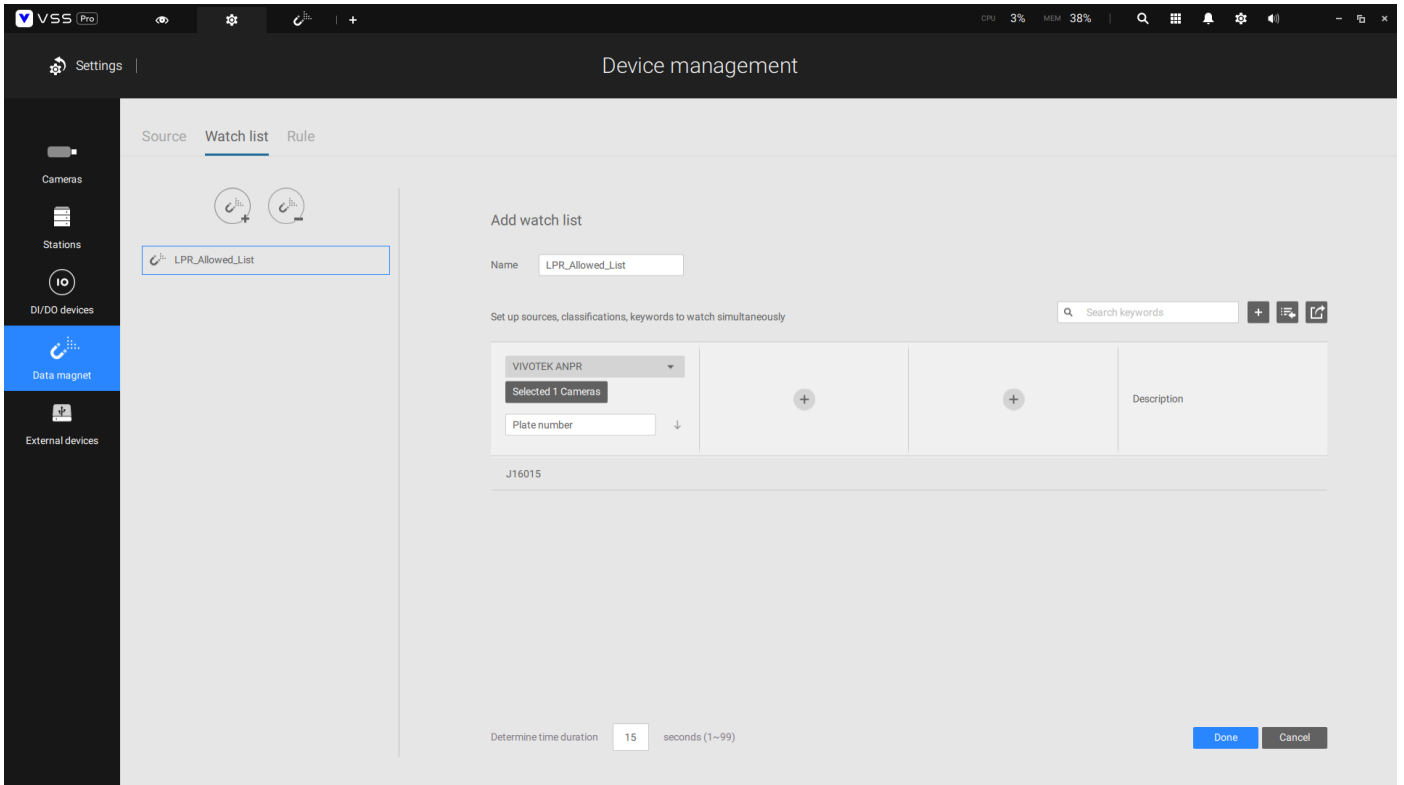 VSS Pro
CPU 3% MEM 38%
Settings
Device management
Cameras
Stations
IO
DI/DO devices
Data magnet
External devices
Source Watch list Rule
LPR_Allowed_List
Add watch list
Name LPR_Allowed_List
Set up sources, classifications, keywords to watch simultaneously
Search keywords
VIVOTEK ANPR
Selected 1 Cameras
Plate number
Description
J16015
Determine time duration 15 seconds (1~99)
Done Cancel